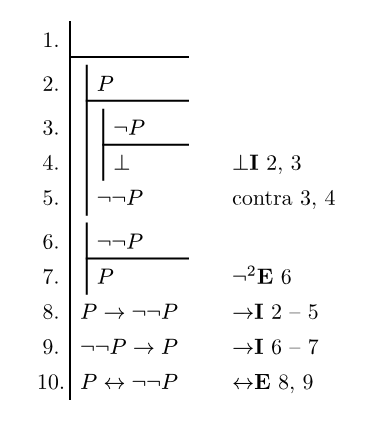 1.
2. P
3. ¬P
4. ⊥ ⊥I 2, 3
5. ¬¬P contra 3, 4
6. ¬¬P
7. P ¬²E 6
8. P → ¬¬P →I 2 – 5
9. ¬¬P → P →I 6 – 7
10. P ↔ ¬¬P ↔E 8, 9